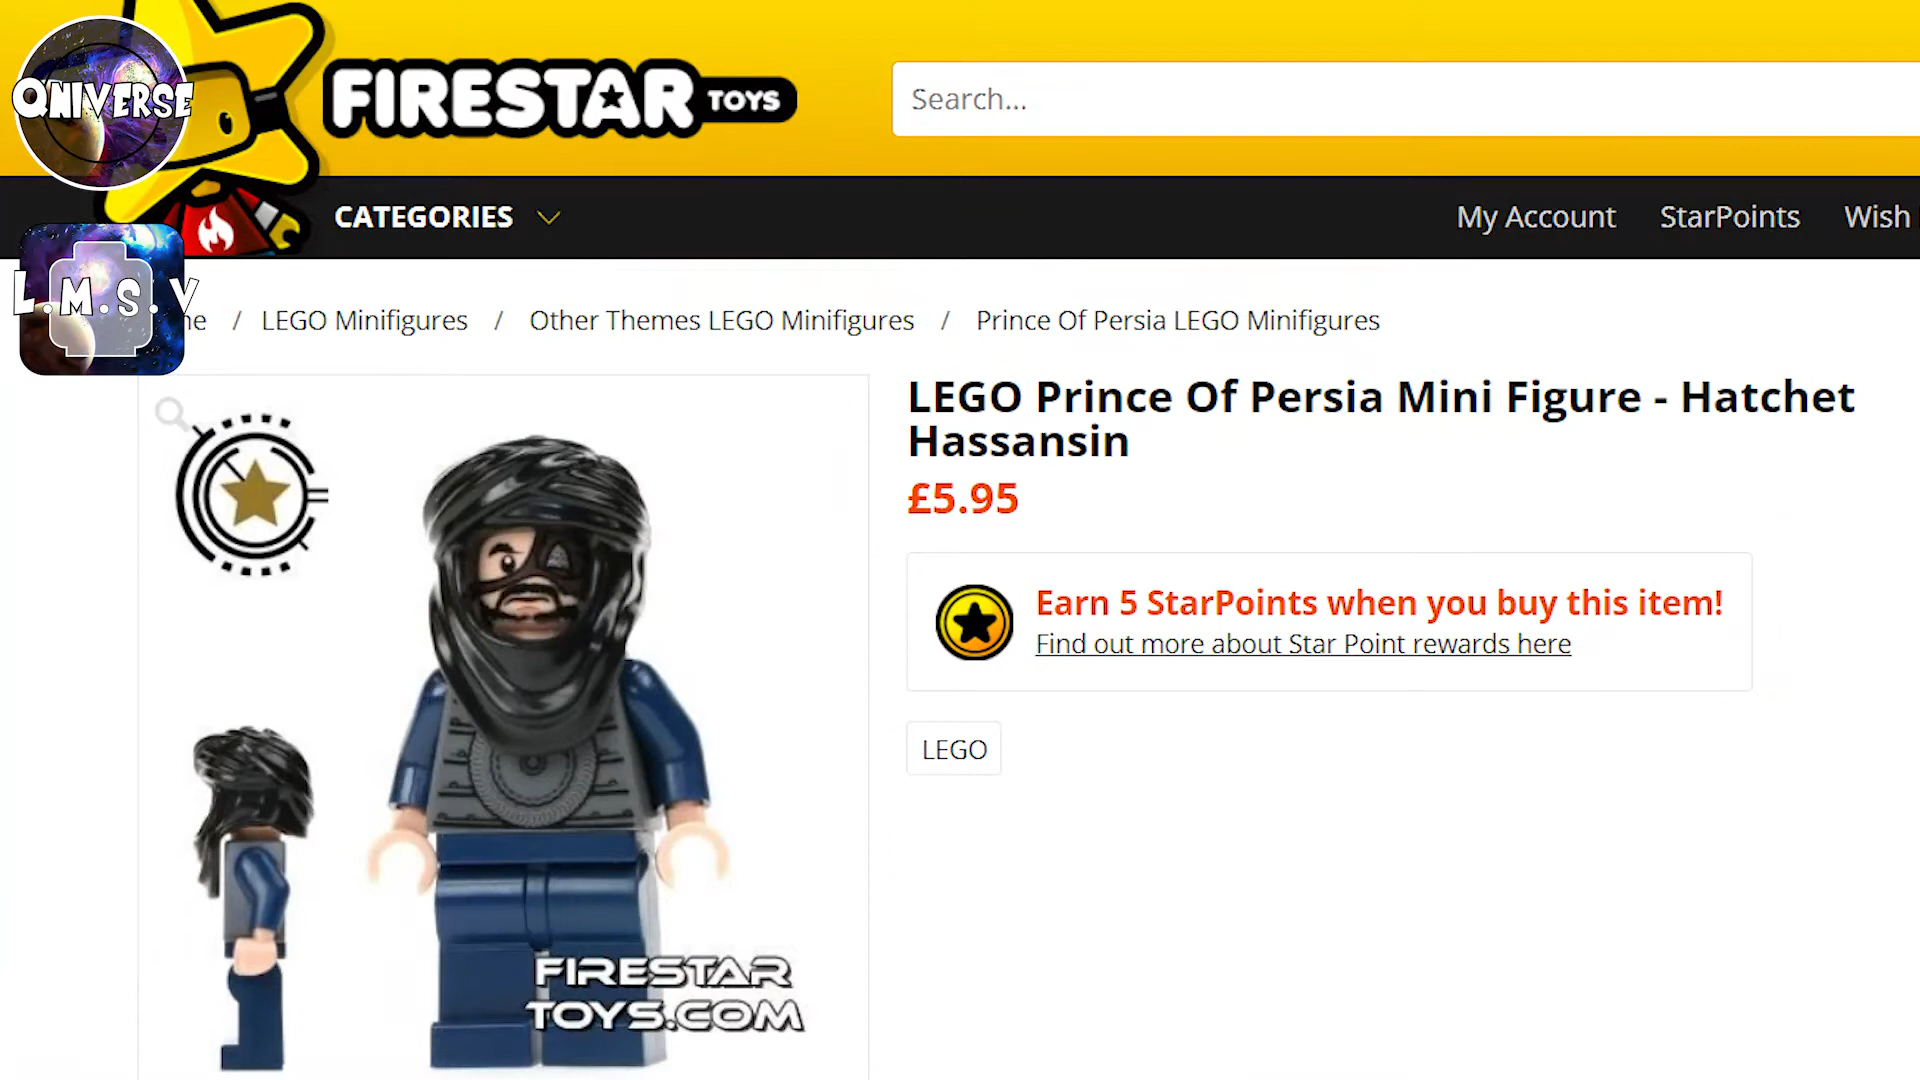 QNIVERSE
FIRESTAR TOYS
Search...
CATEGORIES
My Account
StarPoints
Wish
L.M.S.V
/ LEGO Minifigures / Other Themes LEGO Minifigures / Prince Of Persia LEGO Minifigures
LEGO Prince Of Persia Mini Figure - Hatchet
Hassansin
£5.95
Earn 5 StarPoints when you buy this item!
Find out more about Star Point rewards here
LEGO
FIRESTAR
TOYS.COM